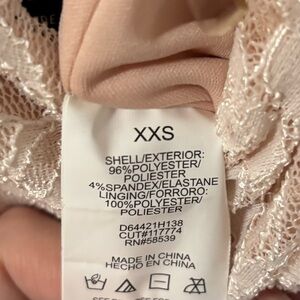 XXS
SHELL/EXTERIOR:
96%POLYESTER/
POLIESTER
4%SPANDEX/ELASTANE
LINGING/FORRO:
100%POLYESTER/
POLIESTER
D64421H138
CUT#117774
RN#58539
MADE IN CHINA
HECHO EN CHINA